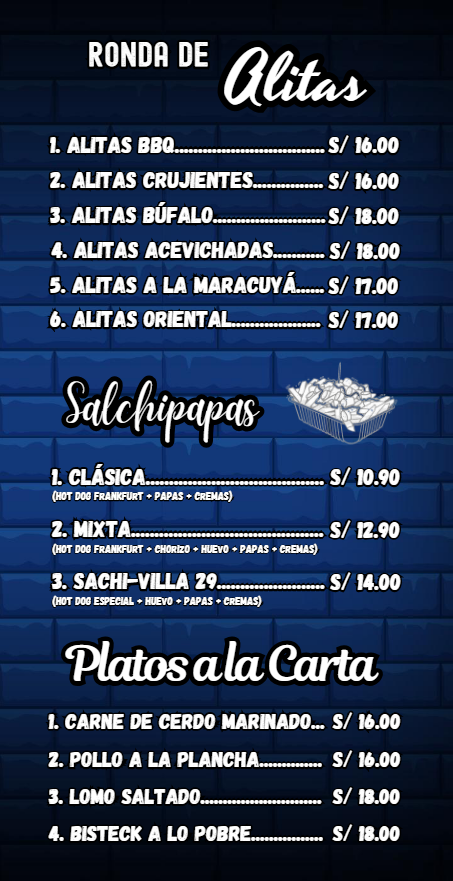 RONDA DE Alitas
1. ALITAS BBQ................................ S/ 16.00
2. ALITAS CRUJIENTES............... S/ 16.00
3. ALITAS BÚFALO........................ S/ 18.00
4. ALITAS ACEVICHADAS........... S/ 18.00
5. ALITAS A LA MARACUYÁ...... S/ 17.00
6. ALITAS ORIENTAL................... S/ 17.00
Salchipapas
1. CLÁSICA...................................... S/ 10.90
(HOT DOG FRANKFURT + PAPAS + CREMAS)
2. MIXTA......................................... S/ 12.90
(HOT DOG FRANKFURT + CHORIZO + HUEVO + PAPAS + CREMAS)
3. SACHI-VILLA 29....................... S/ 14.00
(HOT DOG ESPECIAL + HUEVO + PAPAS + CREMAS)
Platos a la Carta
1. CARNE DE CERDO MARINADO... S/ 16.00
2. POLLO A LA PLANCHA.............. S/ 16.00
3. LOMO SALTADO.......................... S/ 18.00
4. BISTECK A LO POBRE................ S/ 18.00